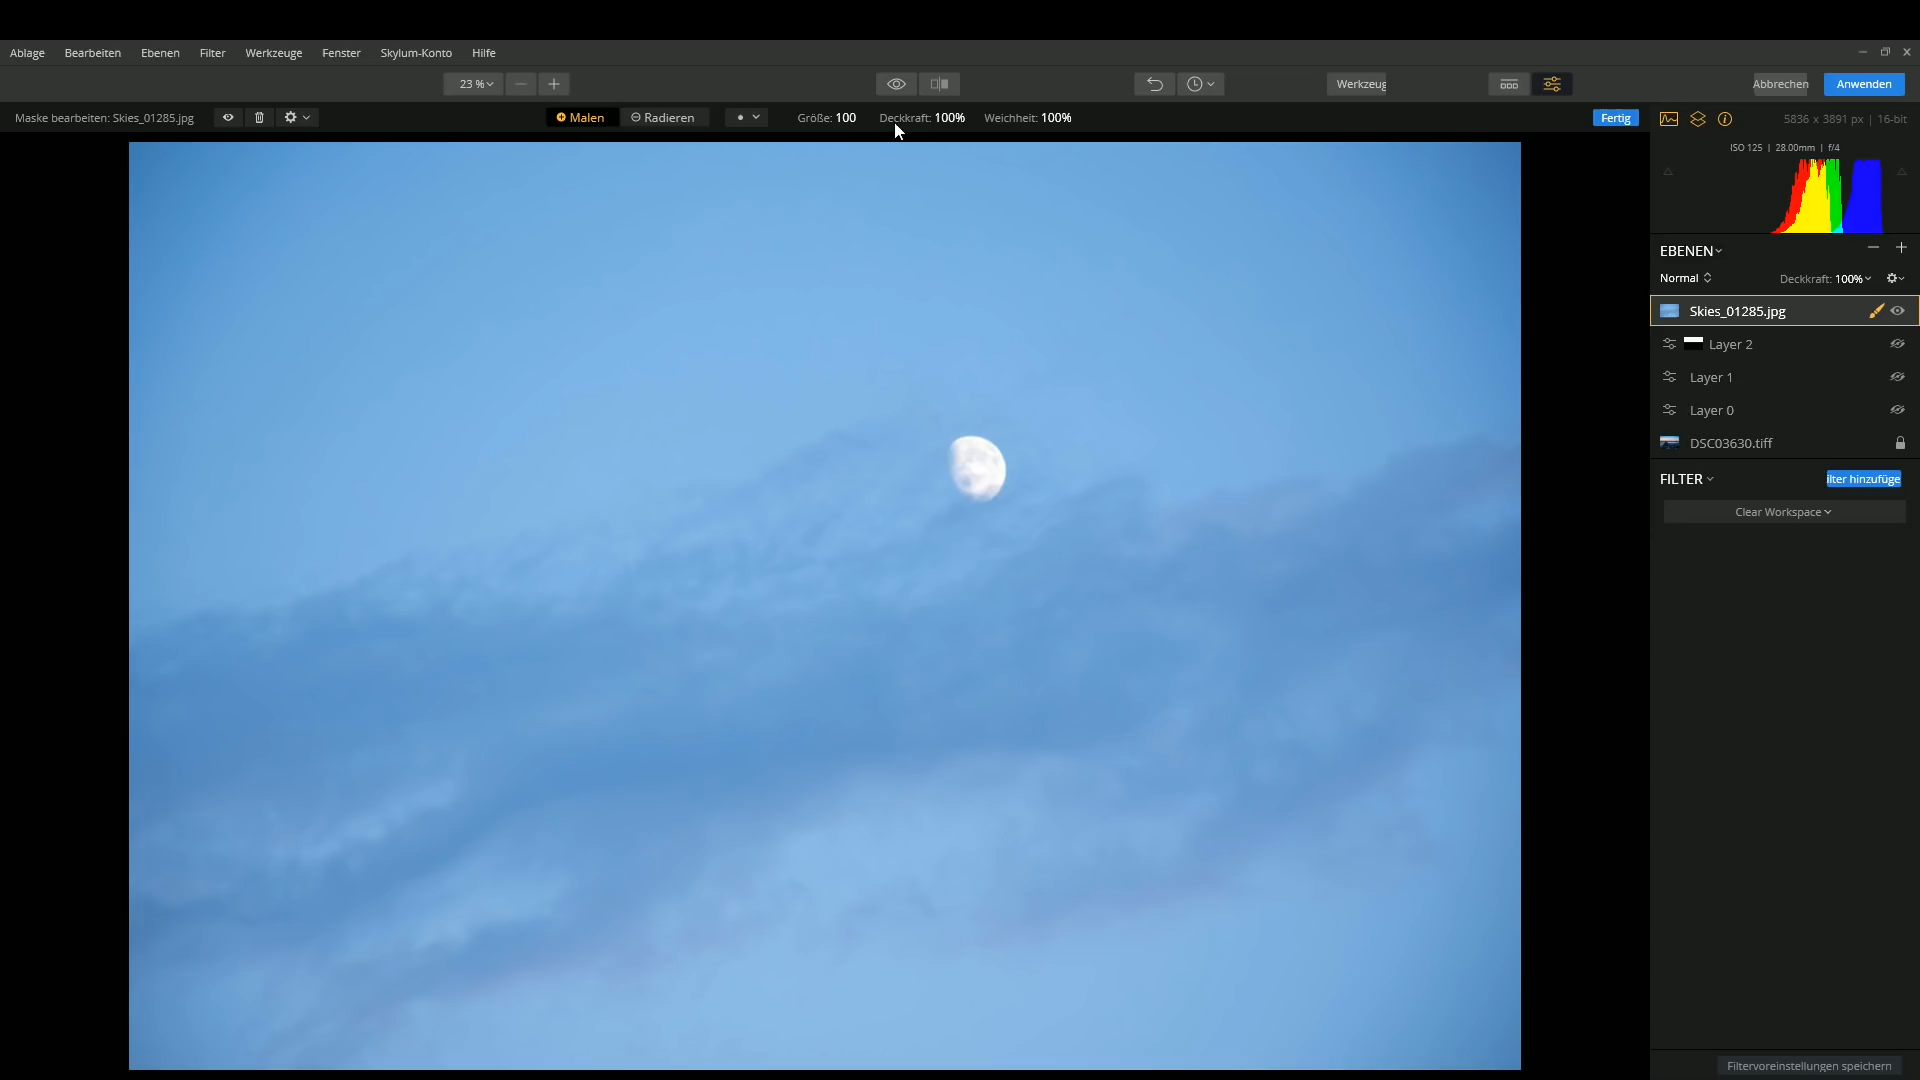 Ablage Bearbeiten Ebenen Filter Werkzeuge Fenster Skylum-Konto Hilfe
23 % Werkzeug Abbrechen Anwenden
Maske bearbeiten: Skies_01285.jpg Malen Radieren Größe: 100 Deckkraft: 100% Weichheit: 100% Fertig 5836 x 3891 px | 16-bit
ISO 125 | 28.00mm | f/4
EBENEN
Normal Deckkraft: 100%
Skies_01285.jpg
Layer 2
Layer 1
Layer 0
DSC03630.tiff
FILTER ilter hinzufüge
Clear Workspace
Filtervoreinstellungen speichern